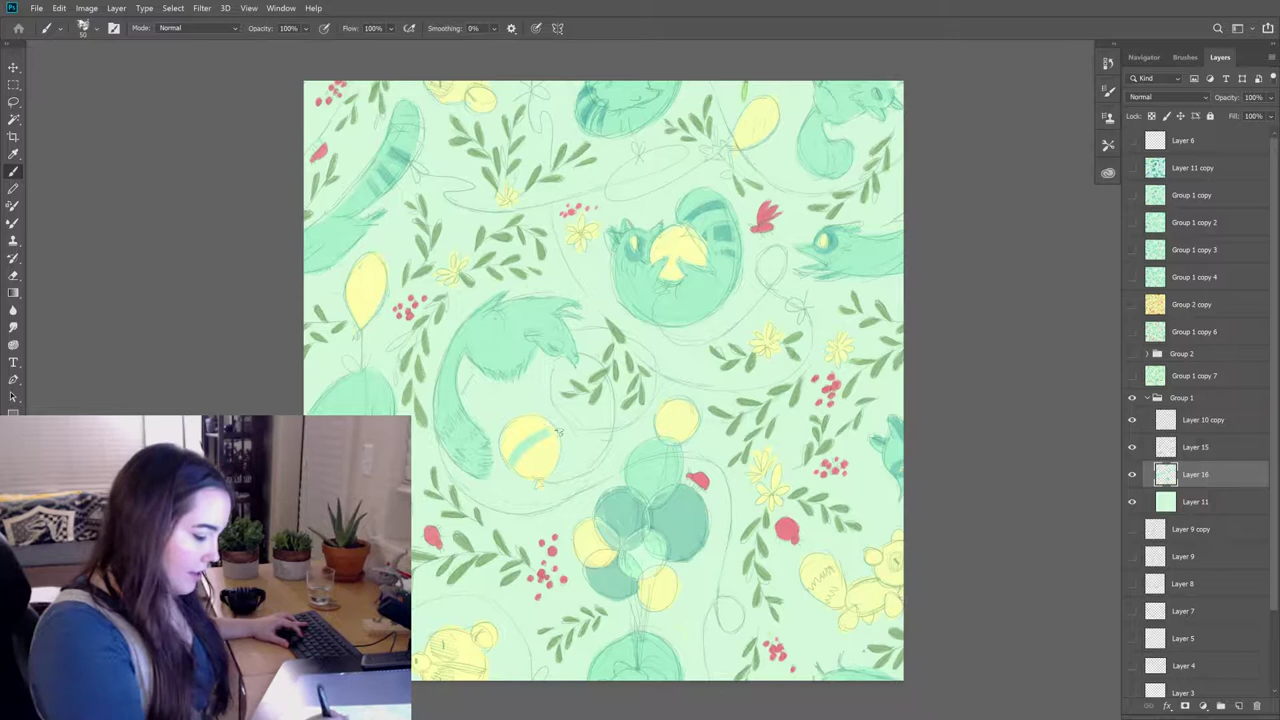 Ps File Edit Image Layer Type Select Filter 3D View Window Help
50 Mode: Normal Opacity: 100% Flow: 100% Smoothing: 0%
Navigator Brushes Layers
Kind
Normal Opacity: 100%
Lock: Fill: 100%
Layer 6
Layer 11 copy
Group 1 copy
Group 1 copy 2
Group 1 copy 3
Group 1 copy 4
Group 2 copy
Group 1 copy 6
Group 2
Group 1 copy 7
Group 1
Layer 10 copy
Layer 15
Layer 16
Layer 11
Layer 9 copy
Layer 9
Layer 8
Layer 7
Layer 5
Layer 4
Layer 3
fx